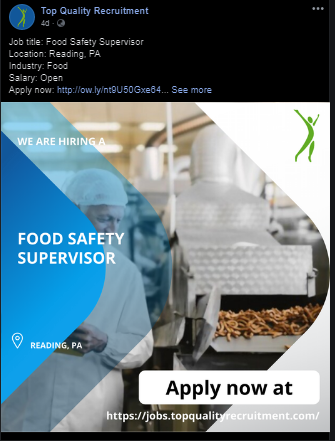 Top Quality Recruitment
4d ·
Job title: Food Safety Supervisor
Location: Reading, PA
Industry: Food
Salary: Open
Apply now: http://ow.ly/nt9U50Gxe64... See more
WE ARE HIRING A
FOOD SAFETY
SUPERVISOR
READING, PA
Apply now at
https://jobs.topqualityrecruitment.com/